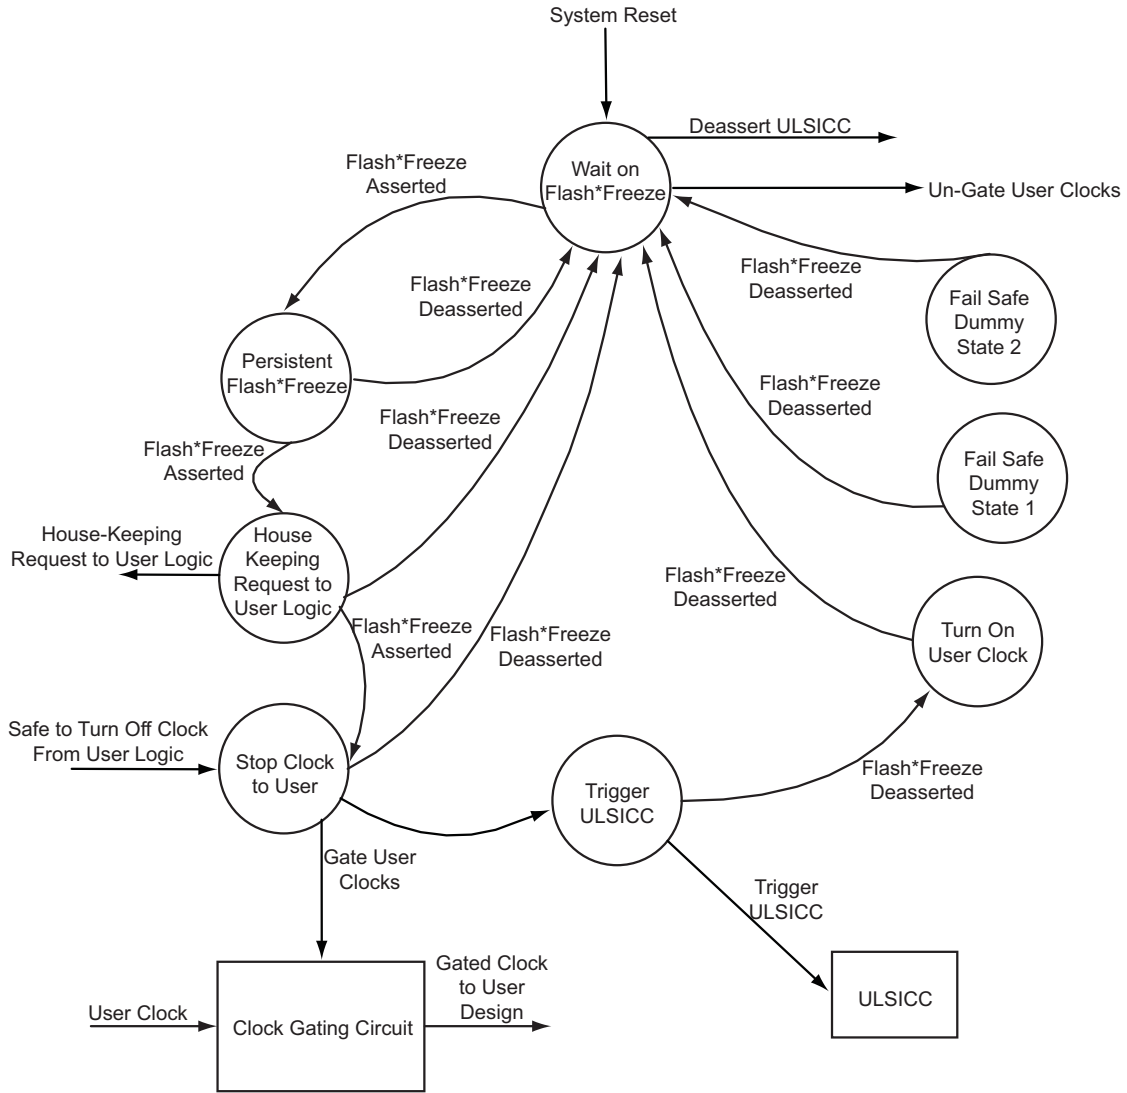 System Reset
Deassert ULSICC
Wait on
Flash*Freeze
Un-Gate User Clocks
Flash*Freeze
Asserted
Flash*Freeze
Deasserted
Flash*Freeze
Deasserted
Fail Safe
Dummy
State 2
Persistent
Flash*Freeze
Flash*Freeze
Deasserted
Flash*Freeze
Deasserted
Flash*Freeze
Asserted
Fail Safe
Dummy
State 1
House-Keeping
Request to User Logic
House
Keeping
Request to
User Logic
Flash*Freeze
Deasserted
Flash*Freeze
Asserted
Flash*Freeze
Deasserted
Turn On
User Clock
Safe to Turn Off Clock
From User Logic
Stop Clock
to User
Trigger
ULSICC
Flash*Freeze
Deasserted
Gate User
Clocks
Trigger
ULSICC
Gated Clock
to User
Design
User Clock
Clock Gating Circuit
ULSICC